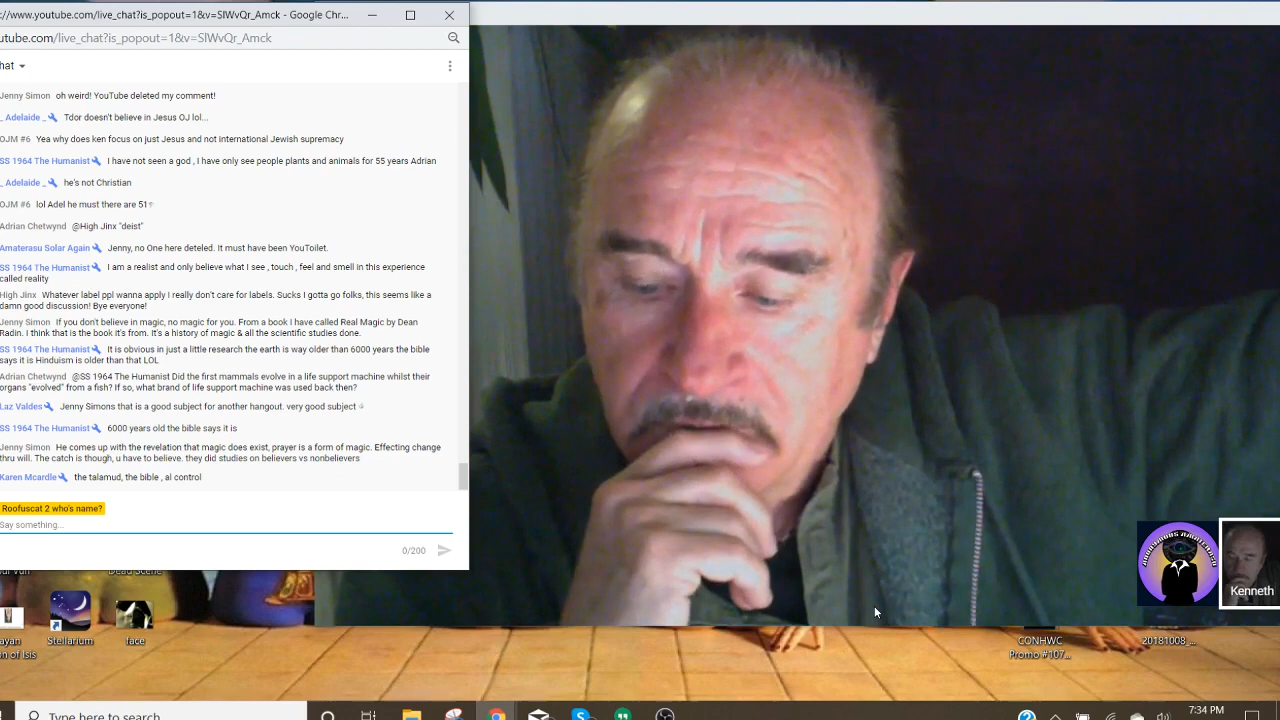 ://www.youtube.com/live_chat?is_popout=1&v=SlWvQr_Amck - Google Chr...
utube.com/live_chat?is_popout=1&v=SlWvQr_Amck
hat
Jenny Simon oh weird! YouTube deleted my comment!
_ Adelaide _ Tdor doesn't believe in Jesus OJ lol...
OJM #6 Yea why does ken focus on just Jesus and not international Jewish supremacy
SS 1964 The Humanist I have not seen a god , I have only see people plants and animals for 55 years Adrian
_ Adelaide _ he's not Christian
OJM #6 lol Adel he must there are 51
Adrian Chetwynd @High Jinx "deist"
Amaterasu Solar Again Jenny, no One here deteled. It must have been YouToilet.
SS 1964 The Humanist I am a realist and only believe what I see , touch , feel and smell in this experience
called reality
High Jinx Whatever label ppl wanna apply I really don't care for labels. Sucks I gotta go folks, this seems like a
damn good discussion! Bye everyone!
Jenny Simon If you don't believe in magic, no magic for you. From a book I have called Real Magic by Dean
Radin. I think that is the book it's from. It's a history of magic & all the scientific studies done.
SS 1964 The Humanist It is obvious in just a little research the earth is way older than 6000 years the bible
says it is Hinduism is older than that LOL
Adrian Chetwynd @SS 1964 The Humanist Did the first mammals evolve in a life support machine whilst their
organs "evolved" from a fish? If so, what brand of life support machine was used back then?
Laz Valdes Jenny Simons that is a good subject for another hangout. very good subject
SS 1964 The Humanist 6000 years old the bible says it is
Jenny Simon He comes up with the revelation that magic does exist, prayer is a form of magic. Effecting change
thru will. The catch is though, u have to believe. they did studies on believers vs nonbelievers
Karen Mcardle the talamud, the bible , al control
Roofuscat 2 who's name?
Say something...
0/200
Dead Scene
ayan
on of Isis
Stellarium
face
Kenneth
CONHWC
Promo #107...
20181008_...
Type here to search
7:34 PM